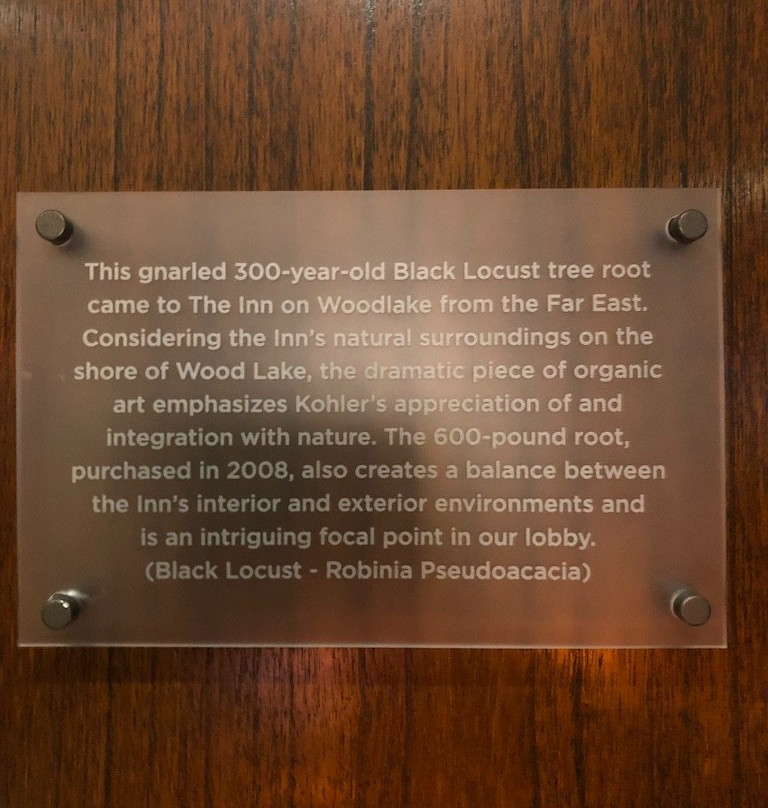 This gnarled 300-year-old Black Locust tree root
came to The Inn on Woodlake from the Far East.
Considering the Inn's natural surroundings on the
shore of Wood Lake, the dramatic piece of organic
art emphasizes Kohler's appreciation of and
integration with nature. The 600-pound root,
purchased in 2008, also creates a balance between
the Inn's interior and exterior environments and
is an intriguing focal point in our lobby.
(Black Locust - Robinia Pseudoacacia)